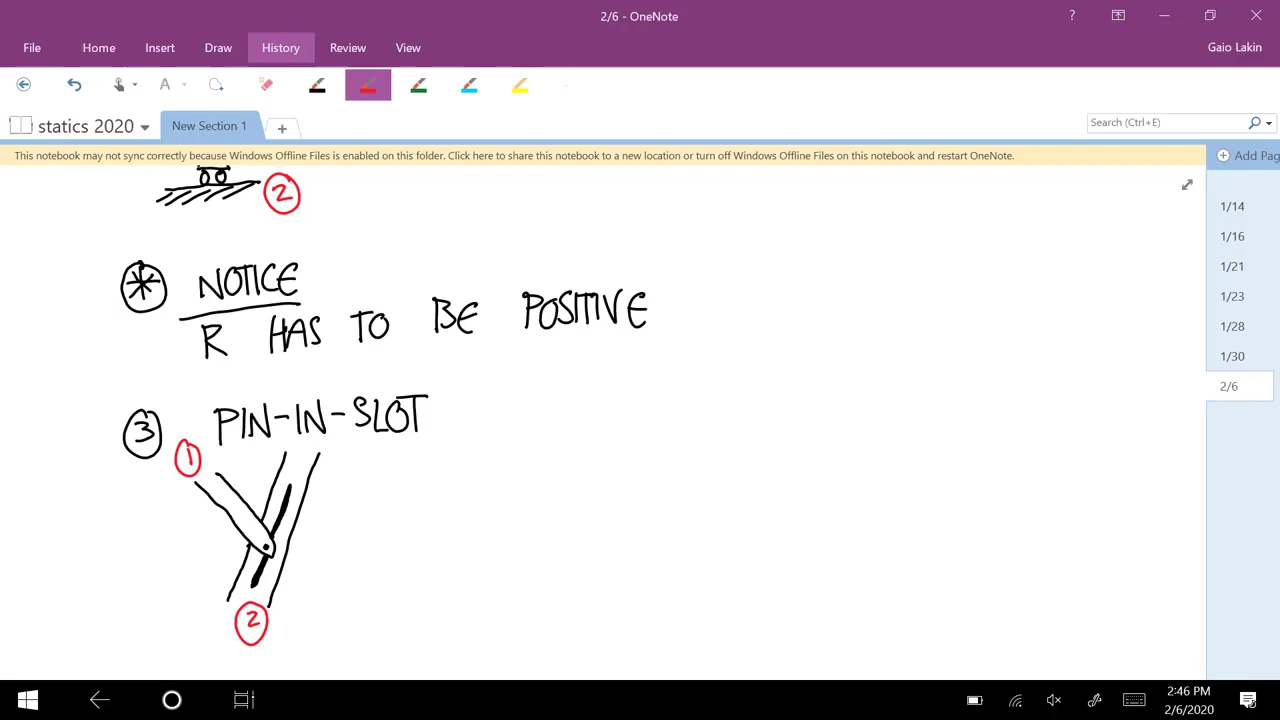 2/6 - OneNote
?
File Home Insert Draw History Review View
Gaio Lakin
A
statics 2020
New Section 1
+
Search (Ctrl+E)
This notebook may not sync correctly because Windows Offline Files is enabled on this folder. Click here to share this notebook to a new location or turn off Windows Offline Files on this notebook and restart OneNote.
Add Pag
1/14
1/16
1/21
1/23
1/28
1/30
2/6
2
* NOTICE
R HAS TO BE POSITIVE
3 PIN-IN-SLOT
1
2
2:46 PM
2/6/2020